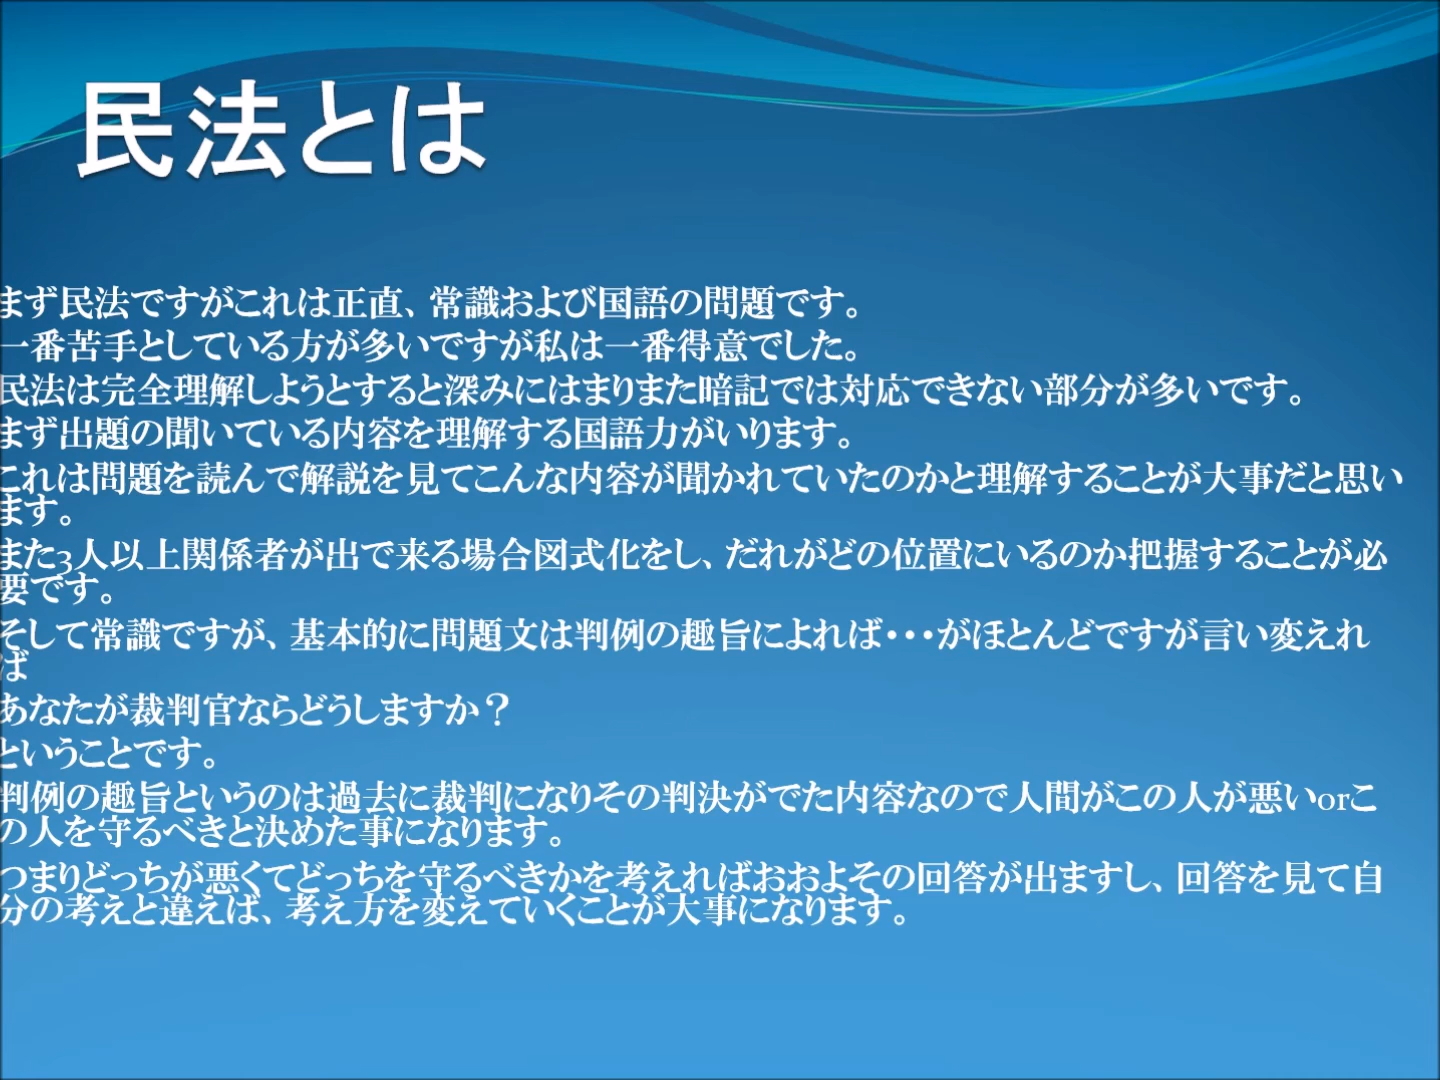 民法とは
まず民法ですがこれは正直、常識および国語の問題です。
一番苦手としている方が多いですが私は一番得意でした。
民法は完全理解しようとすると深みにはまりまた暗記では対応できない部分が多いです。
まず出題の聞いている内容を理解する国語力がいります。
これは問題を読んで解説を見てこんな内容が聞かれていたのかと理解することが大事だと思い
ます。
また3人以上関係者が出で来る場合図式化をし、だれがどの位置にいるのか把握することが必
要です。
そして常識ですが、基本的に問題文は判例の趣旨によれば・・・がほとんどですが言い変えれ
ば
あなたが裁判官ならどうしますか？
ということです。
判例の趣旨というのは過去に裁判になりその判決がでた内容なので人間がこの人が悪いorこ
の人を守るべきと決めた事になります。
つまりどっちが悪くてどっちを守るべきかを考えればおおよその回答が出ますし、回答を見て自
分の考えと違えば、考え方を変えていくことが大事になります。